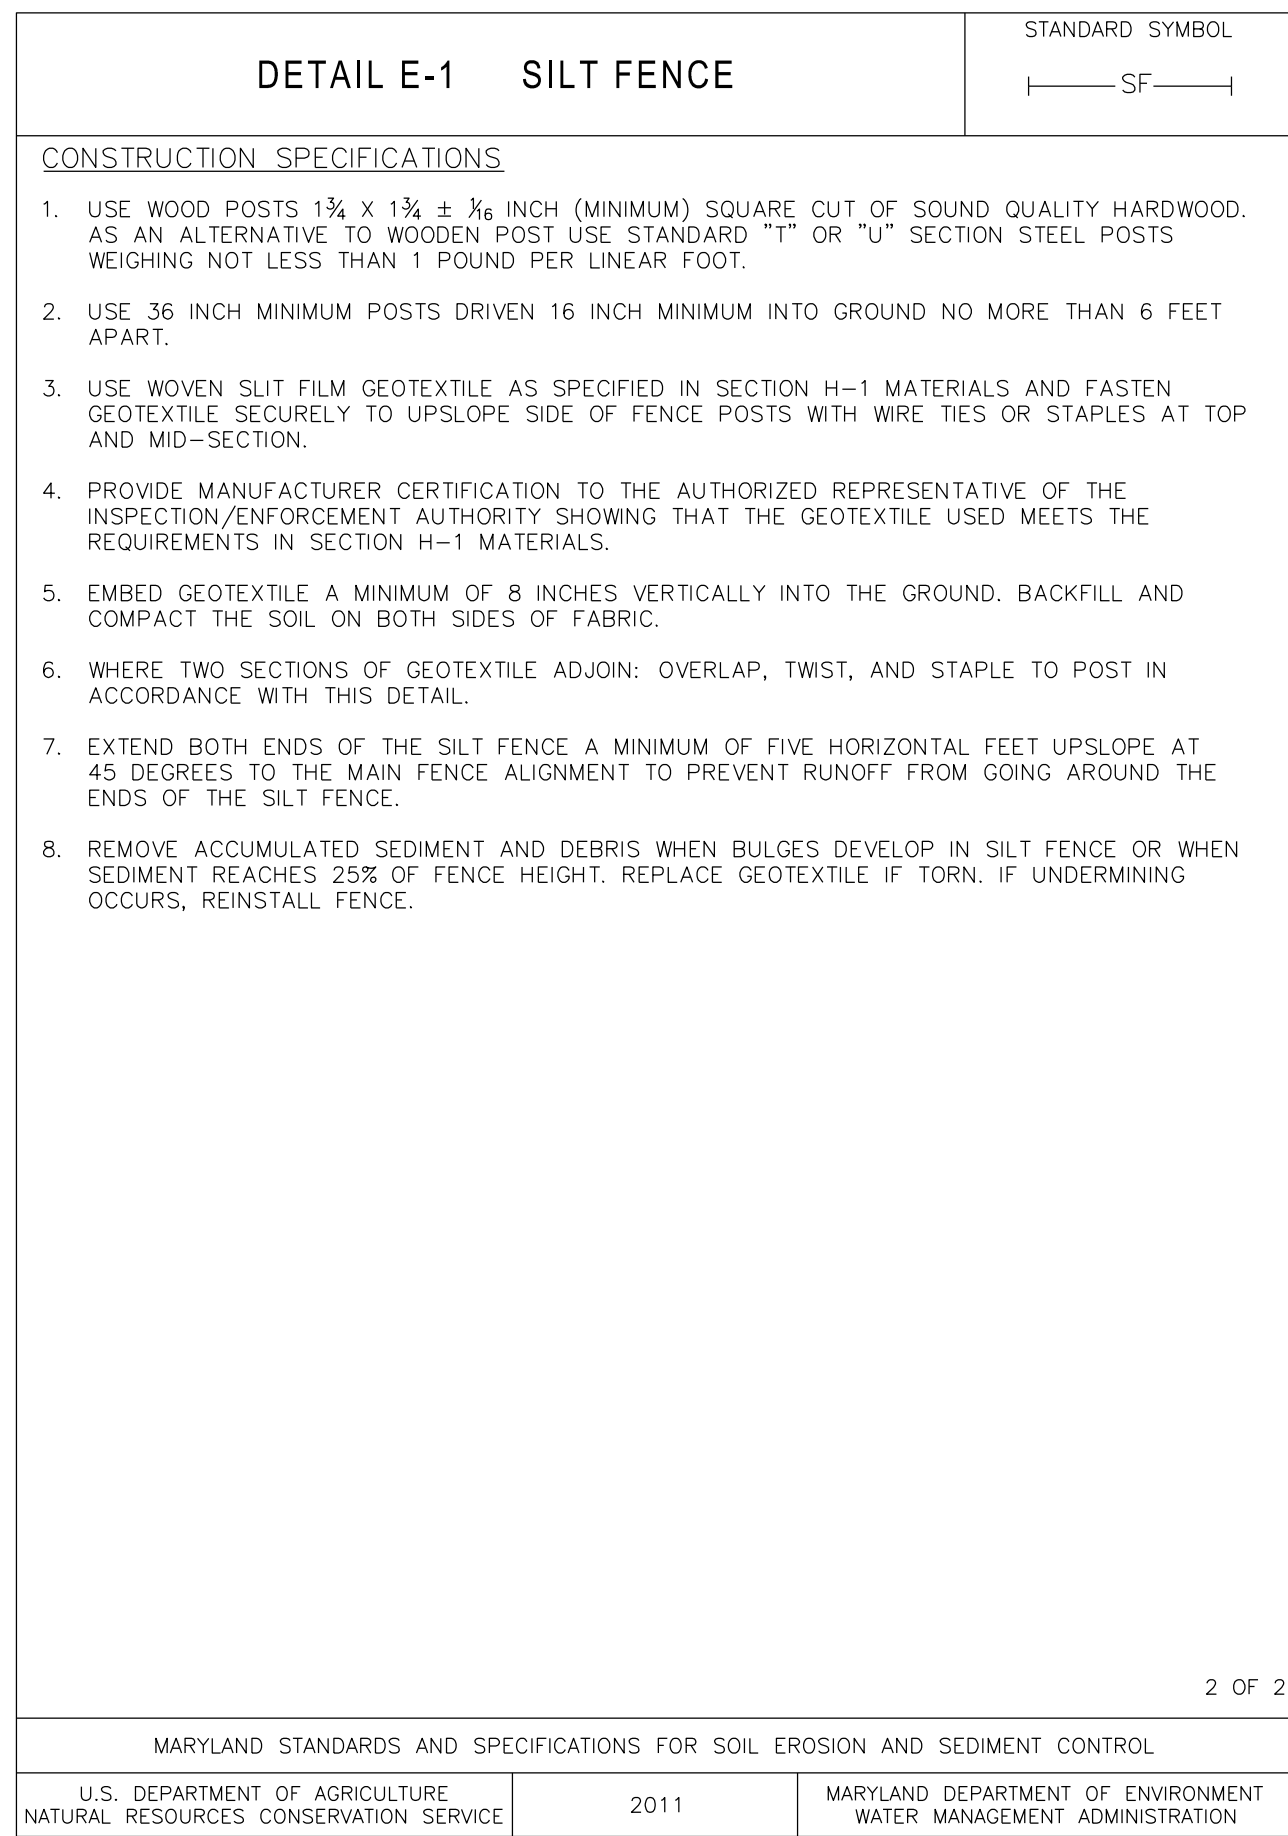 DETAIL E-1 SILT FENCE
STANDARD SYMBOL
SF
CONSTRUCTION SPECIFICATIONS
1. USE WOOD POSTS 1¾ X 1¾ ± 1/16 INCH (MINIMUM) SQUARE CUT OF SOUND QUALITY HARDWOOD.
AS AN ALTERNATIVE TO WOODEN POST USE STANDARD "T" OR "U" SECTION STEEL POSTS
WEIGHING NOT LESS THAN 1 POUND PER LINEAR FOOT.
2. USE 36 INCH MINIMUM POSTS DRIVEN 16 INCH MINIMUM INTO GROUND NO MORE THAN 6 FEET
APART.
3. USE WOVEN SLIT FILM GEOTEXTILE AS SPECIFIED IN SECTION H-1 MATERIALS AND FASTEN
GEOTEXTILE SECURELY TO UPSLOPE SIDE OF FENCE POSTS WITH WIRE TIES OR STAPLES AT TOP
AND MID-SECTION.
4. PROVIDE MANUFACTURER CERTIFICATION TO THE AUTHORIZED REPRESENTATIVE OF THE
INSPECTION/ENFORCEMENT AUTHORITY SHOWING THAT THE GEOTEXTILE USED MEETS THE
REQUIREMENTS IN SECTION H-1 MATERIALS.
5. EMBED GEOTEXTILE A MINIMUM OF 8 INCHES VERTICALLY INTO THE GROUND. BACKFILL AND
COMPACT THE SOIL ON BOTH SIDES OF FABRIC.
6. WHERE TWO SECTIONS OF GEOTEXTILE ADJOIN: OVERLAP, TWIST, AND STAPLE TO POST IN
ACCORDANCE WITH THIS DETAIL.
7. EXTEND BOTH ENDS OF THE SILT FENCE A MINIMUM OF FIVE HORIZONTAL FEET UPSLOPE AT
45 DEGREES TO THE MAIN FENCE ALIGNMENT TO PREVENT RUNOFF FROM GOING AROUND THE
ENDS OF THE SILT FENCE.
8. REMOVE ACCUMULATED SEDIMENT AND DEBRIS WHEN BULGES DEVELOP IN SILT FENCE OR WHEN
SEDIMENT REACHES 25% OF FENCE HEIGHT. REPLACE GEOTEXTILE IF TORN. IF UNDERMINING
OCCURS, REINSTALL FENCE.
2 OF 2
MARYLAND STANDARDS AND SPECIFICATIONS FOR SOIL EROSION AND SEDIMENT CONTROL
U.S. DEPARTMENT OF AGRICULTURE
NATURAL RESOURCES CONSERVATION SERVICE
2011
MARYLAND DEPARTMENT OF ENVIRONMENT
WATER MANAGEMENT ADMINISTRATION